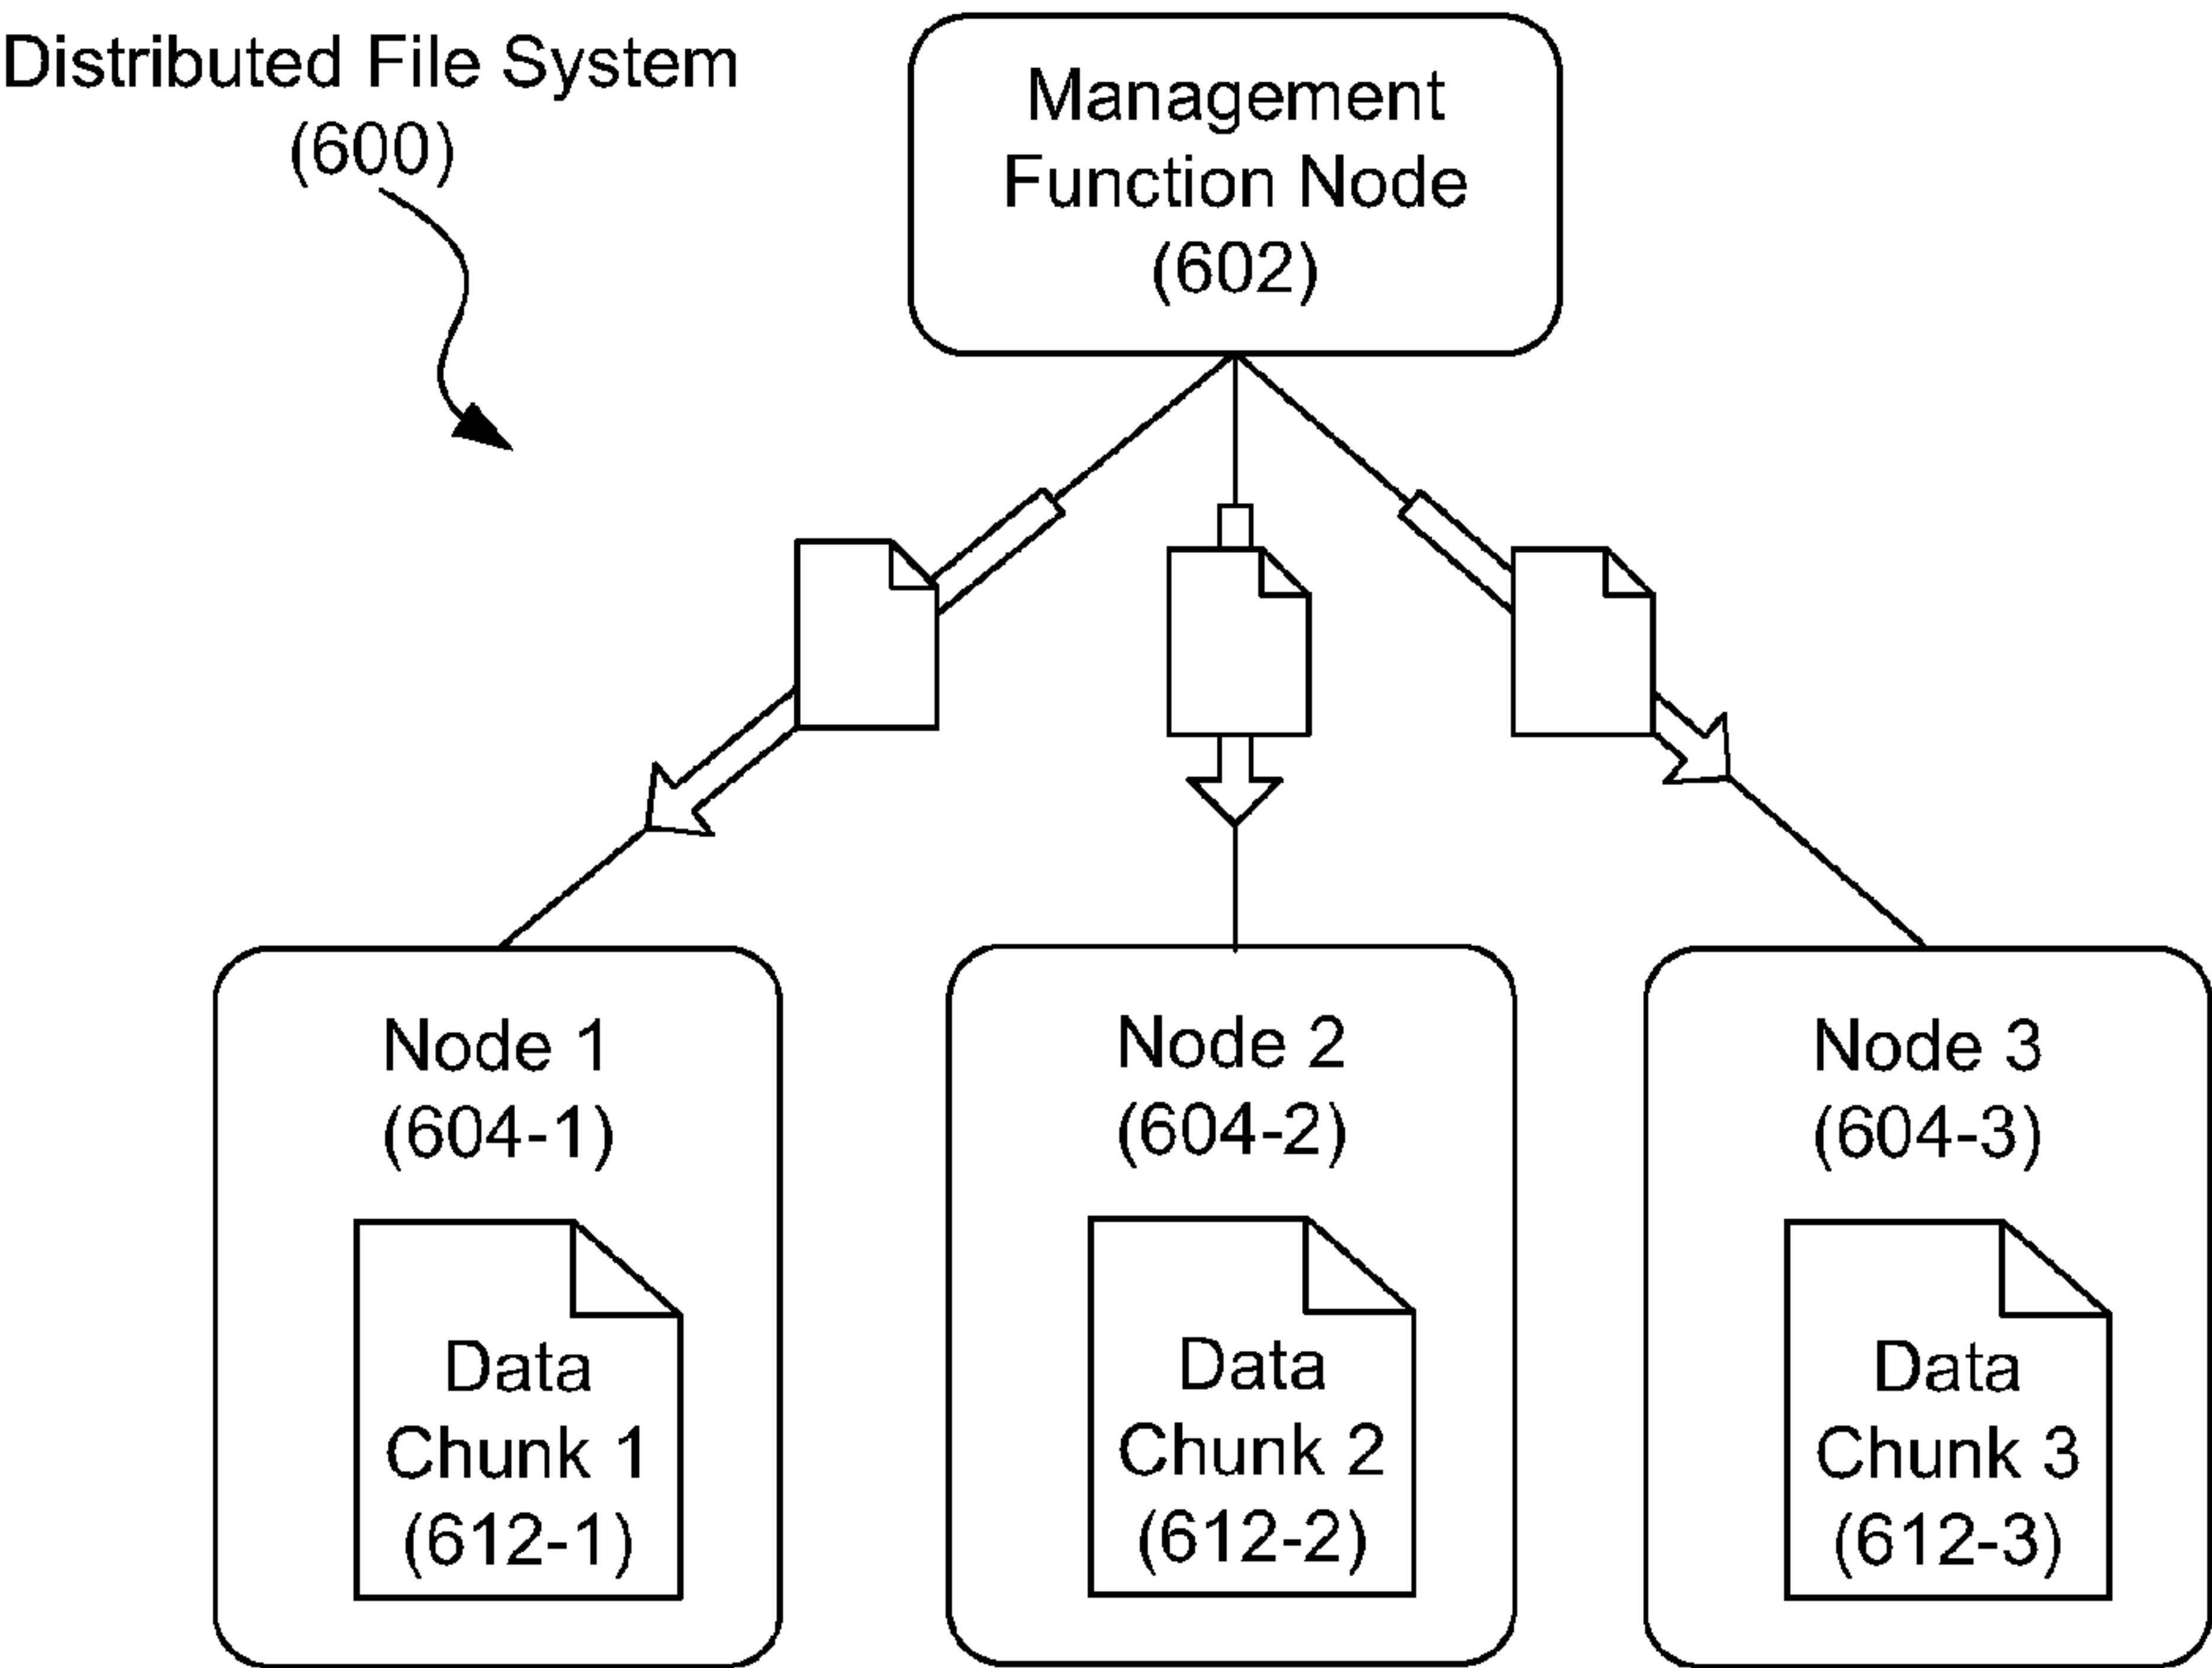 Distributed File System
(600)
Management
Function Node
(602)
Node 1
(604-1)
Data
Chunk 1
(612-1)
Node 2
(604-2)
Data
Chunk 2
(612-2)
Node 3
(604-3)
Data
Chunk 3
(612-3)